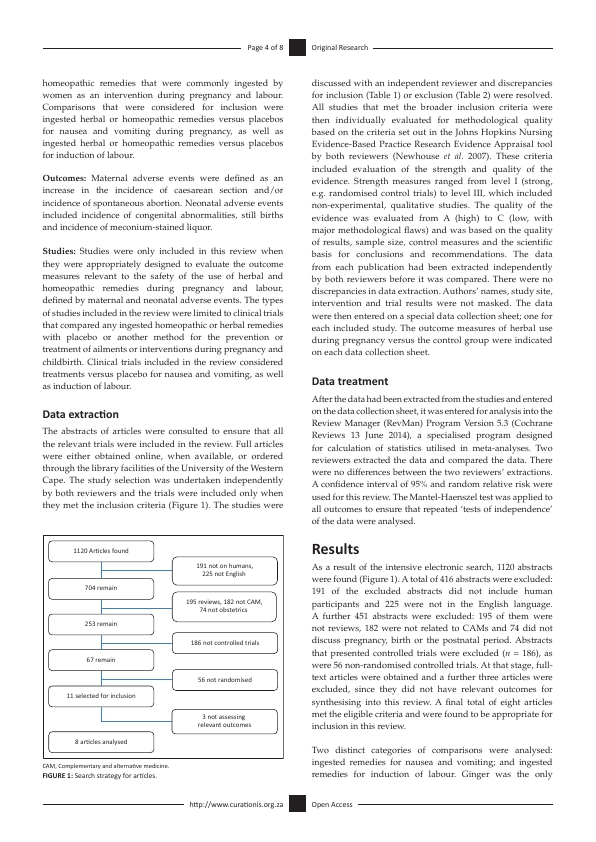 Page 4 of 8
Original Research
homeopathic remedies that were commonly ingested by
women as an intervention during pregnancy and labour.
Comparisons that were considered for inclusion were
ingested herbal or homeopathic remedies versus placebos
for nausea and vomiting during pregnancy, as well as
ingested herbal or homeopathic remedies versus placebos
for induction of labour.
Outcomes: Maternal adverse events were defined as an
increase in the incidence of caesarean section and/or
incidence of spontaneous abortion. Neonatal adverse events
included incidence of congenital abnormalities, still births
and incidence of meconium-stained liquor.
Studies: Studies were only included in this review when
they were appropriately designed to evaluate the outcome
measures relevant to the safety of the use of herbal and
homeopathic remedies during pregnancy and labour,
defined by maternal and neonatal adverse events. The types
of studies included in the review were limited to clinical trials
that compared any ingested homeopathic or herbal remedies
with placebo or another method for the prevention or
treatment of ailments or interventions during pregnancy and
childbirth. Clinical trials included in the review considered
treatments versus placebo for nausea and vomiting, as well
as induction of labour.
Data extraction
The abstracts of articles were consulted to ensure that all
the relevant trials were included in the review. Full articles
were either obtained online, when available, or ordered
through the library facilities of the University of the Western
Cape. The study selection was undertaken independently
by both reviewers and the trials were included only when
they met the inclusion criteria (Figure 1). The studies were
1120 Articles found
191 not on humans,
225 not English
704 remain
195 reviews, 182 not CAM,
74 not obstetrics
253 remain
186 not controlled trials
67 remain
56 not randomised
11 selected for inclusion
3 not assessing
relevant outcomes
8 articles analysed
CAM, Complementary and alternative medicine.
FIGURE 1: Search strategy for articles.
discussed with an independent reviewer and discrepancies
for inclusion (Table 1) or exclusion (Table 2) were resolved.
All studies that met the broader inclusion criteria were
then individually evaluated for methodological quality
based on the criteria set out in the Johns Hopkins Nursing
Evidence-Based Practice Research Evidence Appraisal tool
by both reviewers (Newhouse et al. 2007). These criteria
included evaluation of the strength and quality of the
evidence. Strength measures ranged from level I (strong,
e.g. randomised control trials) to level III, which included
non-experimental, qualitative studies. The quality of the
evidence was evaluated from A (high) to C (low, with
major methodological flaws) and was based on the quality
of results, sample size, control measures and the scientific
basis for conclusions and recommendations. The data
from each publication had been extracted independently
by both reviewers before it was compared. There were no
discrepancies in data extraction. Authors' names, study site,
intervention and trial results were not masked. The data
were then entered on a special data collection sheet; one for
each included study. The outcome measures of herbal use
during pregnancy versus the control group were indicated
on each data collection sheet.
Data treatment
After the data had been extracted from the studies and entered
on the data collection sheet, it was entered for analysis into the
Review Manager (RevMan) Program Version 5.3 (Cochrane
Reviews 13 June 2014), a specialised program designed
for calculation of statistics utilised in meta-analyses. Two
reviewers extracted the data and compared the data. There
were no differences between the two reviewers' extractions.
A confidence interval of 95% and random relative risk were
used for this review. The Mantel-Haenszel test was applied to
all outcomes to ensure that repeated 'tests of independence'
of the data were analysed.
Results
As a result of the intensive electronic search, 1120 abstracts
were found (Figure 1). A total of 416 abstracts were excluded:
191 of the excluded abstracts did not include human
participants and 225 were not in the English language.
A further 451 abstracts were excluded: 195 of them were
not reviews, 182 were not related to CAMs and 74 did not
discuss pregnancy, birth or the postnatal period. Abstracts
that presented controlled trials were excluded (n = 186), as
were 56 non-randomised controlled trials. At that stage, full-
text articles were obtained and a further three articles were
excluded, since they did not have relevant outcomes for
synthesising into this review. A final total of eight articles
met the eligible criteria and were found to be appropriate for
inclusion in this review.
Two distinct categories of comparisons were analysed:
ingested remedies for nausea and vomiting; and ingested
remedies for induction of labour. Ginger was the only
http://www.curationis.org.za
Open Access